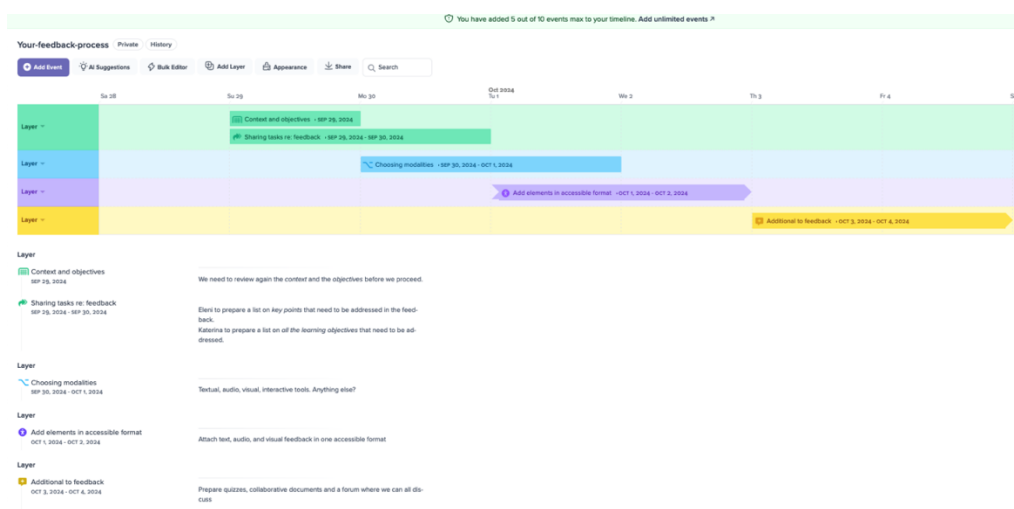 You have added 5 out of 10 events max to your timeline. Add unlimited events ↗
Your-feedback-process Private History
Add Event AI Suggestions Bulk Editor Add Layer Appearance Share Search
Oct 2024
Sa 28 Su 29 Mo 30 Tu 1 We 2 Th 3 Fr 4 S
Layer
Context and objectives • SEP 29, 2024
Sharing tasks re: feedback • SEP 29, 2024 - SEP 30, 2024
Layer
Choosing modalities • SEP 30, 2024 - OCT 1, 2024
Layer
Add elements in accessible format • OCT 1, 2024 - OCT 2, 2024
Layer
Additional to feedback • OCT 3, 2024 - OCT 4, 2024
Layer
Context and objectives
SEP 29, 2024
We need to review again the context and the objectives before we proceed.
Sharing tasks re: feedback
SEP 29, 2024 - SEP 30, 2024
Eleni to prepare a list on key points that need to be addressed in the feed-
back.
Katerina to prepare a list on all the learning objectives that need to be ad-
dressed.
Layer
Choosing modalities
SEP 30, 2024 - OCT 1, 2024
Textual, audio, visual, interactive tools. Anything else?
Layer
Add elements in accessible format
OCT 1, 2024 - OCT 2, 2024
Attach text, audio, and visual feedback in one accessible format
Layer
Additional to feedback
OCT 3, 2024 - OCT 4, 2024
Prepare quizzes, collaborative documents and a forum where we can all dis-
cuss